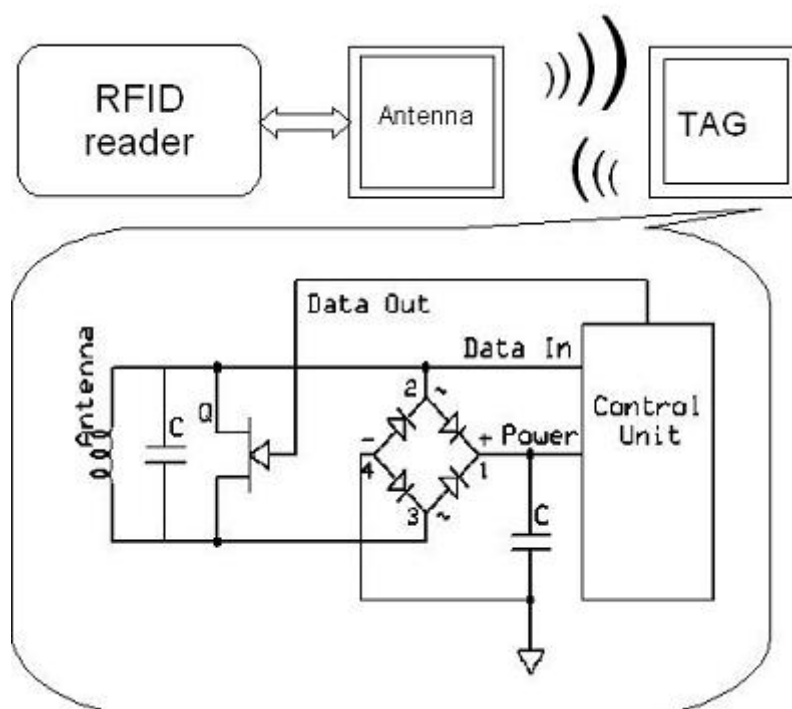 RFID
reader
Antenna
TAG
Data Out
Data In
Antenna
C
Q
2 ~
- + Power
4 1
3 ~
C
Control
Unit